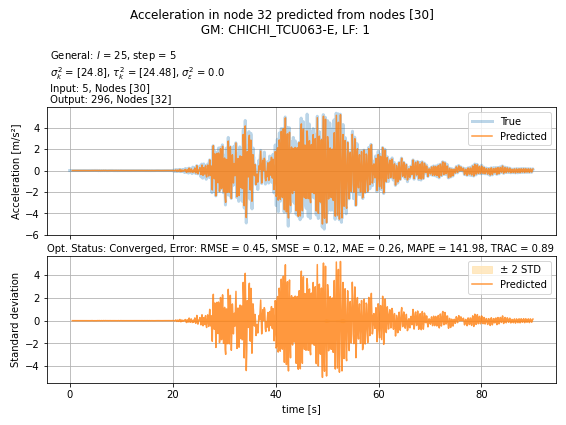 Acceleration in node 32 predicted from nodes [30]
GM: CHICHI_TCU063-E, LF: 1
General: l = 25, step = 5
σ²ₖ = [24.8], τ²ₖ = [24.48], σ²ε = 0.0
Input: 5, Nodes [30]
Output: 296, Nodes [32]
Acceleration [m/s²]
4
2
0
−2
−4
−6
True
Predicted
Opt. Status: Converged, Error: RMSE = 0.45, SMSE = 0.12, MAE = 0.26, MAPE = 141.98, TRAC = 0.89
Standard deviation
4
2
0
−2
−4
± 2 STD
Predicted
0 20 40 60 80
time [s]